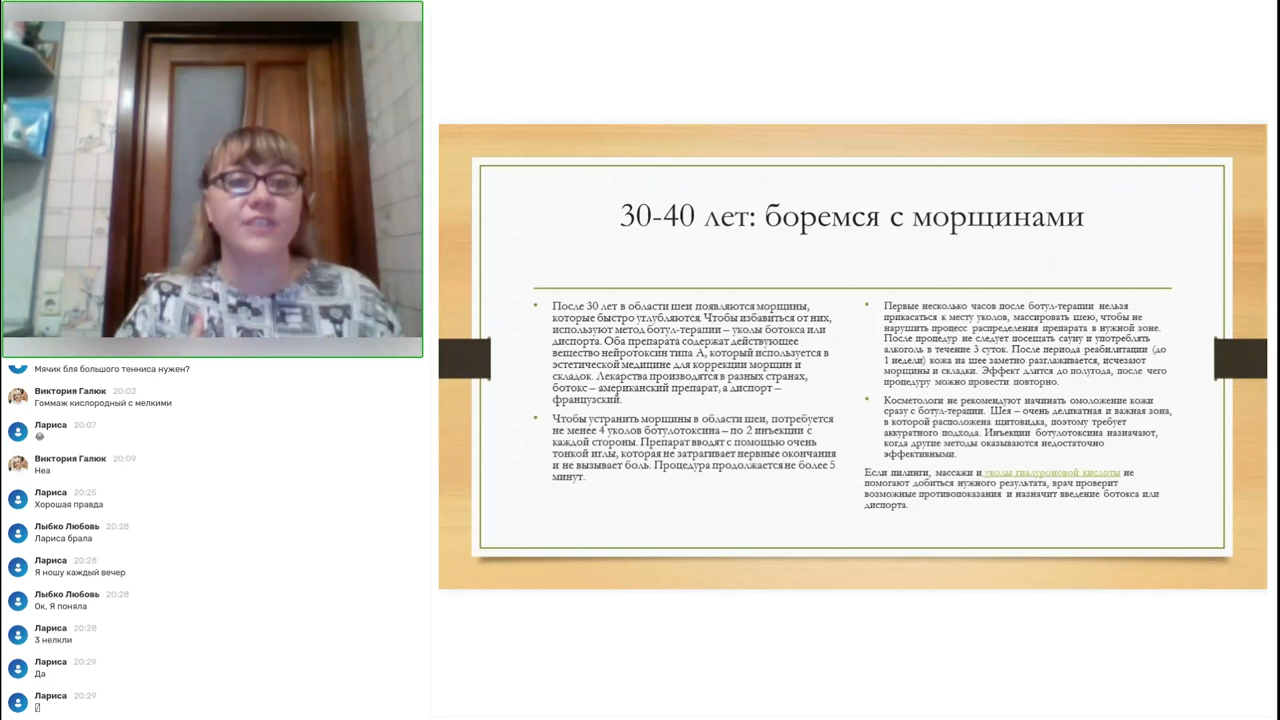 Мячик бля большого тенниса нужен?
Виктория Галюк 20:02
Гоммаж кислородный с мелкими
Лариса 20:07
😂
Виктория Галюк 20:09
Неа
Лариса 20:25
Хорошая правда
Лыбко Любовь 20:28
Лариса брала
Лариса 20:28
Я ношу каждый вечер
Лыбко Любовь 20:28
Ок, Я поняла
Лариса 20:28
3 нелкли
Лариса 20:29
Да
Лариса 20:29
30-40 лет: боремся с морщинами
• После 30 лет в области шеи появляются морщины,
которые быстро углубляются. Чтобы избавиться от них,
используют метод ботул-терапии – уколы ботокса или
диспорта. Оба препарата содержат действующее
вещество нейротоксин типа А, который используется в
эстетической медицине для коррекции морщин и
складок. Лекарства производятся в разных странах,
ботокс – американский препарат, а диспорт –
французский.
• Чтобы устранить морщины в области шеи, потребуется
не менее 4 уколов ботулотоксина – по 2 инъекции с
каждой стороны. Препарат вводят с помощью очень
тонкой иглы, которая не затрагивает нервные окончания
и не вызывает боль. Процедура продолжается не более 5
минут.
• Первые несколько часов после ботул-терапии нельзя
прикасаться к месту уколов, массировать шею, чтобы не
нарушить процесс распределения препарата в нужной зоне.
После процедур не следует посещать сауну и употреблять
алкоголь в течение 3 суток. После периода реабилитации (до
1 недели) кожа на шее заметно разглаживается, исчезают
морщины и складки. Эффект длится до полугода, после чего
процедуру можно провести повторно.
• Косметологи не рекомендуют начинать омоложение кожи
сразу с ботул-терапии. Шея – очень деликатная и важная зона,
в которой расположена щитовидка, поэтому требует
аккуратного подхода. Инъекции ботулотоксина назначают,
когда другие методы оказываются недостаточно
эффективными.
Если пилинги, массажи и уколы гиалуроновой кислоты не
помогают добиться нужного результата, врач проверит
возможные противопоказания и назначит введение ботокса или
диспорта.